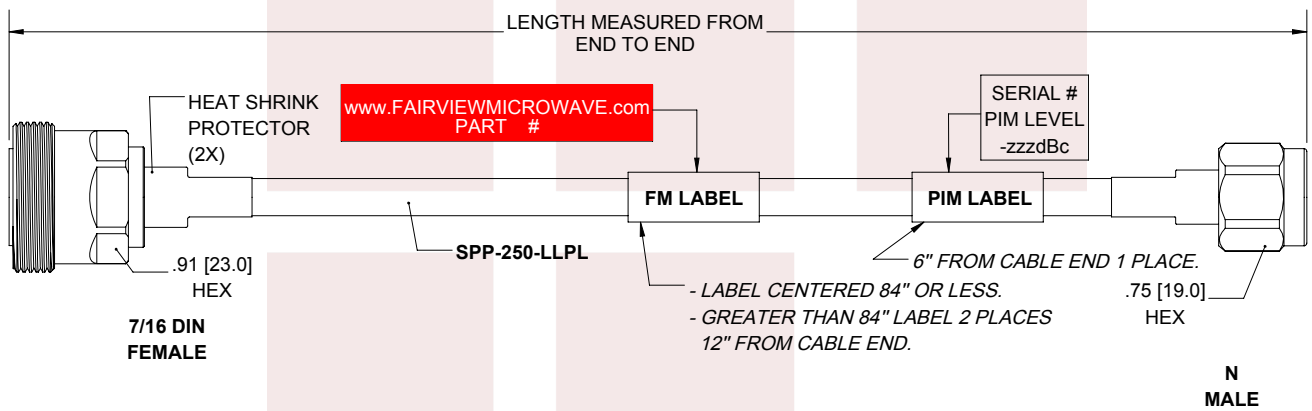 LENGTH MEASURED FROM
END TO END
HEAT SHRINK
PROTECTOR
(2X)
www.FAIRVIEWMICROWAVE.com
PART #
SERIAL #
PIM LEVEL
-zzzdBc
FM LABEL
PIM LABEL
SPP-250-LLPL
.91 [23.0]
HEX
7/16 DIN
FEMALE
6" FROM CABLE END 1 PLACE.
- LABEL CENTERED 84" OR LESS.
- GREATER THAN 84" LABEL 2 PLACES
12" FROM CABLE END.
.75 [19.0]
HEX
N
MALE